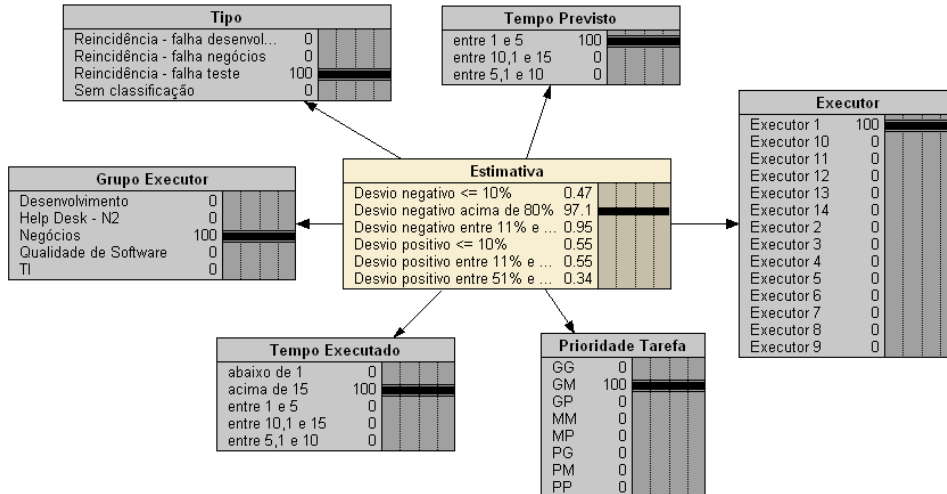 Tipo
Reincidência - falha desenvol... 0
Reincidência - falha negócios 0
Reincidência - falha teste 100
Sem classificação 0
Tempo Previsto
entre 1 e 5 100
entre 10,1 e 15 0
entre 5,1 e 10 0
Executor
Executor 1 100
Executor 10 0
Executor 11 0
Executor 12 0
Executor 13 0
Executor 14 0
Executor 2 0
Executor 3 0
Executor 4 0
Executor 5 0
Executor 6 0
Executor 7 0
Executor 8 0
Executor 9 0
Grupo Executor
Desenvolvimento 0
Help Desk - N2 0
Negócios 100
Qualidade de Software 0
TI 0
Estimativa
Desvio negativo <= 10% 0.47
Desvio negativo acima de 80% 97.1
Desvio negativo entre 11% e ... 0.95
Desvio positivo <= 10% 0.55
Desvio positivo entre 11% e ... 0.55
Desvio positivo entre 51% e ... 0.34
Tempo Executado
abaixo de 1 0
acima de 15 100
entre 1 e 5 0
entre 10,1 e 15 0
entre 5,1 e 10 0
Prioridade Tarefa
GG 0
GM 100
GP 0
MM 0
MP 0
PG 0
PM 0
PP 0